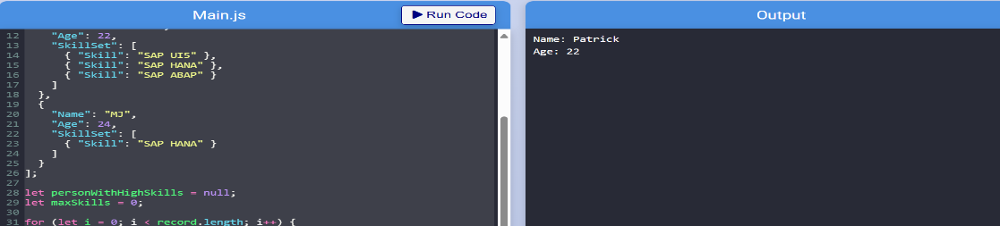 Main.js
Run Code
12 "Age": 22,
13 "SkillSet": [
14 { "Skill": "SAP UI5" },
15 { "Skill": "SAP HANA" },
16 { "Skill": "SAP ABAP" }
17 ]
18 },
19 {
20 "Name": "MJ",
21 "Age": 24,
22 "SkillSet": [
23 { "Skill": "SAP HANA" }
24 ]
25 }
26 ];
27
28 let personWithHighSkills = null;
29 let maxSkills = 0;
30
31 for (let i = 0; i < record.length; i++) {
Output
Name: Patrick
Age: 22